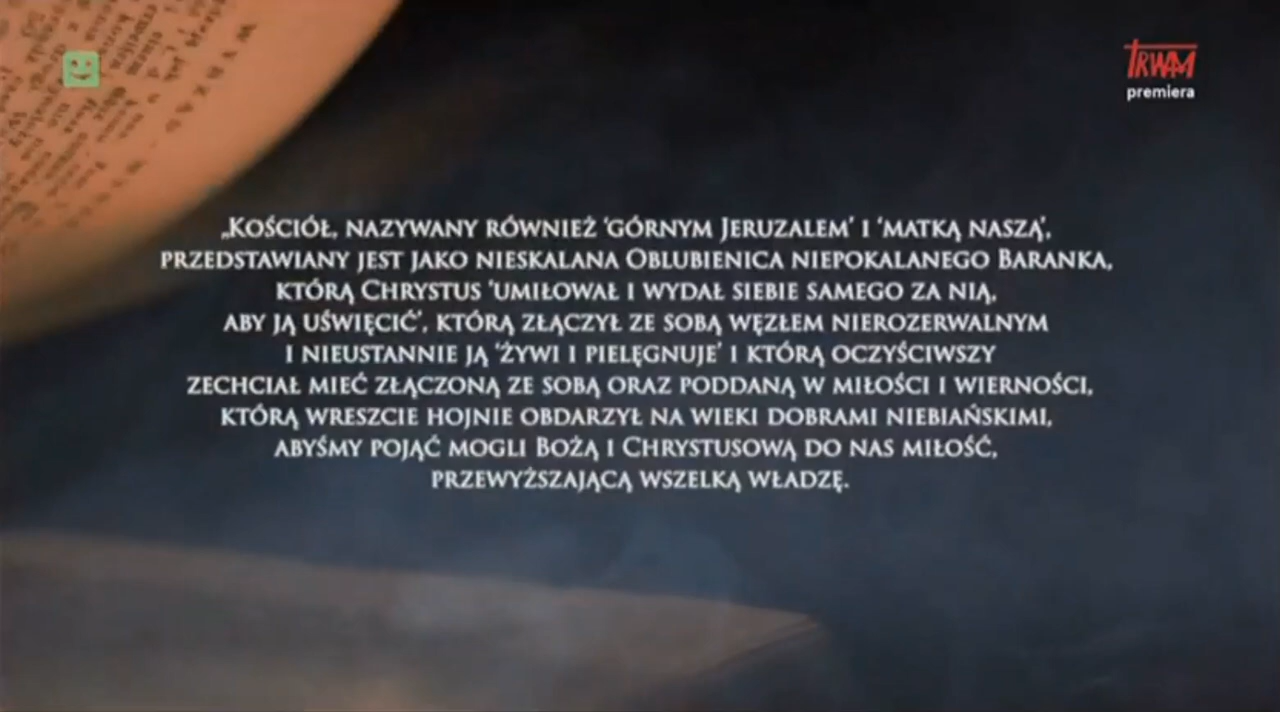 TRWAM
premiera
„Kościół, nazywany również ‘górnym Jeruzalem’ i ‘matką naszą’,
przedstawiany jest jako nieskalana Oblubienica niepokalanego Baranka,
którą Chrystus ‘umiłował i wydał siebie samego za nią,
aby ją uświęcić’, którą złączył ze sobą węzłem nierozerwalnym
i nieustannie ją ‘żywi i pielęgnuje’ i którą oczyściwszy
zechciał mieć złączoną ze sobą oraz poddaną w miłości i wierności,
którą wreszcie hojnie obdarzył na wieki dobrami niebiańskimi,
abyśmy pojąć mogli Bożą i Chrystusową do nas miłość,
przewyższającą wszelką władzę.